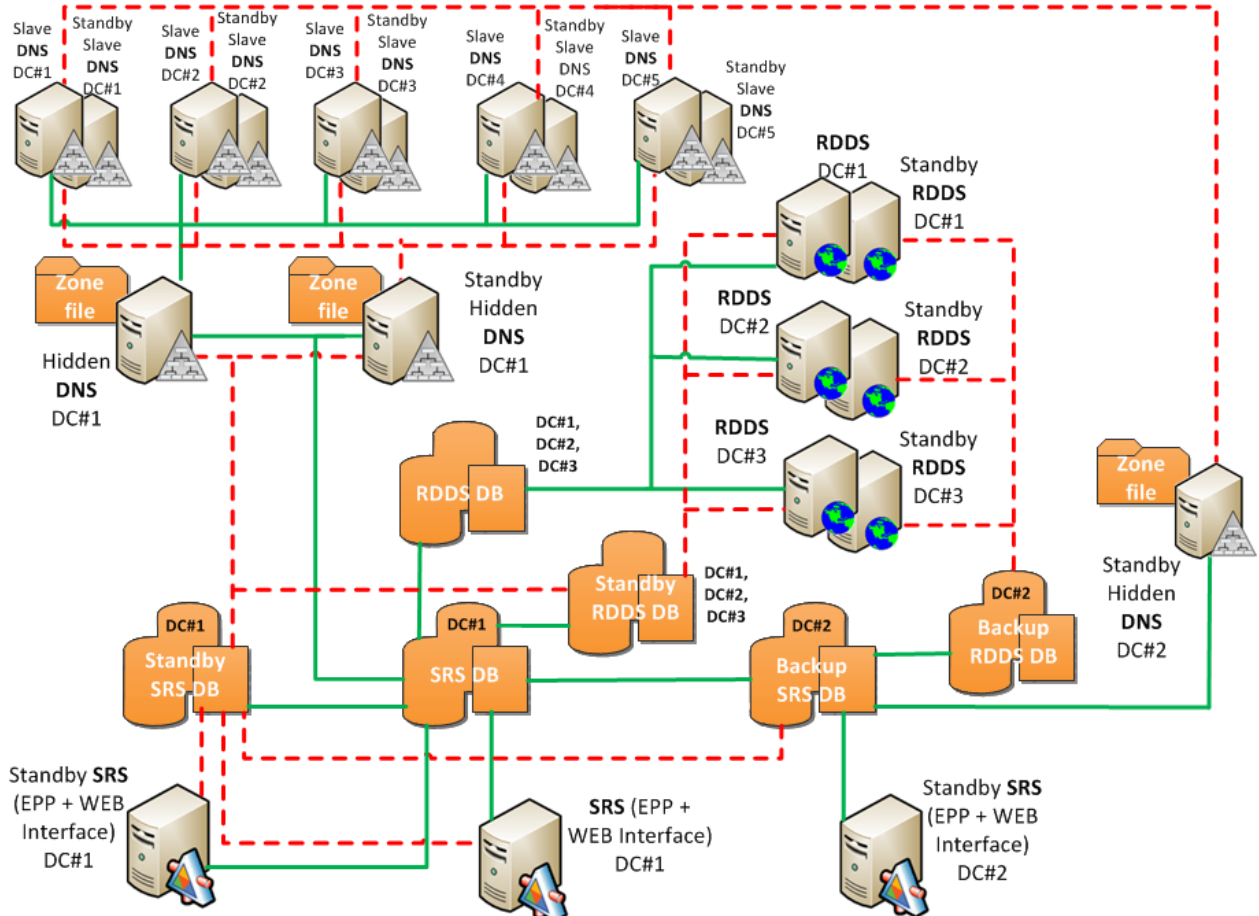 Slave
DNS
DC#1
Standby
Slave
DNS
DC#1
Slave
DNS
DC#2
Standby
Slave
DNS
DC#2
Slave
DNS
DC#3
Standby
Slave
DNS
DC#3
Slave
DNS
DC#4
Standby
Slave
DNS
DC#4
Slave
DNS
DC#5
Standby
Slave
DNS
DC#5
RDDS
DC#1
Standby
RDDS
DC#1
Zone
file
Hidden
DNS
DC#1
Zone
file
Standby
Hidden
DNS
DC#1
RDDS
DC#2
Standby
RDDS
DC#2
DC#1,
DC#2,
DC#3
RDDS DB
RDDS
DC#3
Standby
RDDS
DC#3
Zone
file
Standby
Hidden
DNS
DC#2
Standby
RDDS DB
DC#1,
DC#2,
DC#3
DC#2
Backup
RDDS DB
DC#1
Standby
SRS DB
DC#1
SRS DB
DC#2
Backup
SRS DB
Standby SRS
(EPP + WEB
Interface)
DC#1
SRS (EPP +
WEB Interface)
DC#1
Standby SRS
(EPP + WEB
Interface)
DC#2